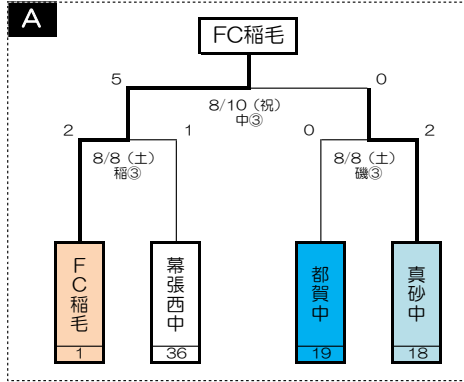 A
FC稲毛
5
0
8/10（祝）
中③
2
1
0
2
8/8（土）
稲③
8/8（土）
磯③
FC稲毛
幕張西中
都賀中
真砂中
1
36
19
18